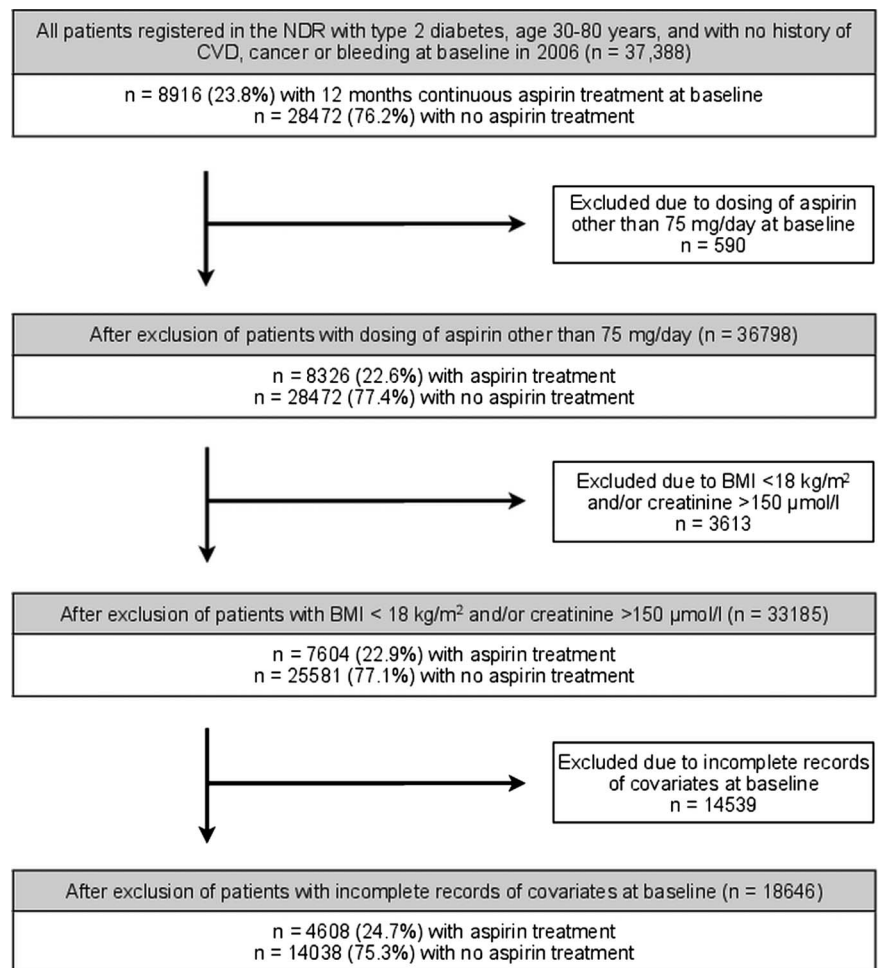 All patients registered in the NDR with type 2 diabetes, age 30-80 years, and with no history of
CVD, cancer or bleeding at baseline in 2006 (n = 37,388)
n = 8916 (23.8%) with 12 months continuous aspirin treatment at baseline
n = 28472 (76.2%) with no aspirin treatment
Excluded due to dosing of aspirin
other than 75 mg/day at baseline
n = 590
After exclusion of patients with dosing of aspirin other than 75 mg/day (n = 36798)
n = 8326 (22.6%) with aspirin treatment
n = 28472 (77.4%) with no aspirin treatment
Excluded due to BMI <18 kg/m²
and/or creatinine >150 µmol/l
n = 3613
After exclusion of patients with BMI < 18 kg/m² and/or creatinine >150 µmol/l (n = 33185)
n = 7604 (22.9%) with aspirin treatment
n = 25581 (77.1%) with no aspirin treatment
Excluded due to incomplete records
of covariates at baseline
n = 14539
After exclusion of patients with incomplete records of covariates at baseline (n = 18646)
n = 4608 (24.7%) with aspirin treatment
n = 14038 (75.3%) with no aspirin treatment